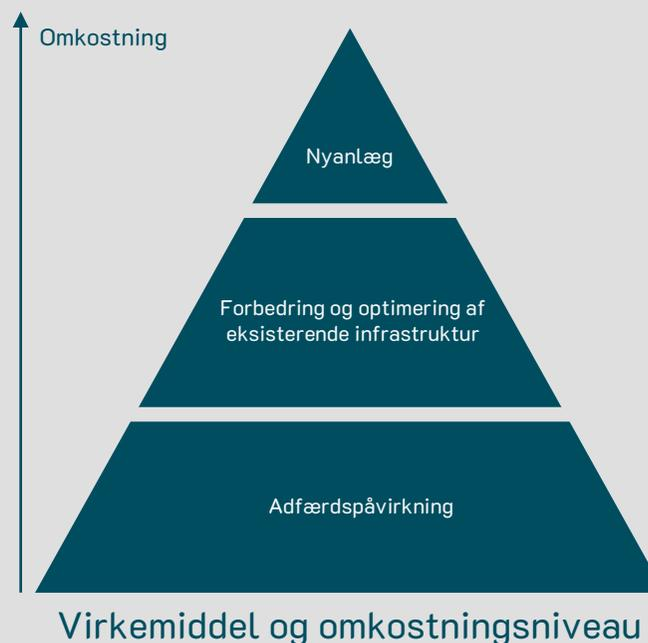 Omkostning
Nyanlæg
Forbedring og optimering af
eksisterende infrastruktur
Adfærdspåvirkning
Virkemiddel og omkostningsniveau